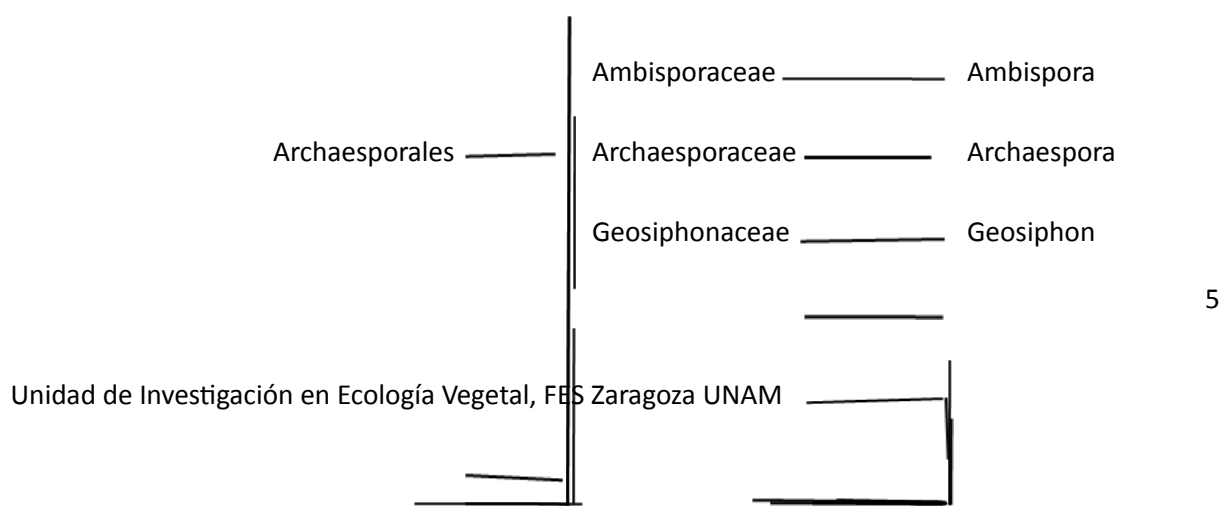 Ambisporaceae Ambispora
Archaesporales Archaesporaceae Archaespora
Geosiphonaceae Geosiphon
5
Unidad de Investigación en Ecología Vegetal, FES Zaragoza UNAM